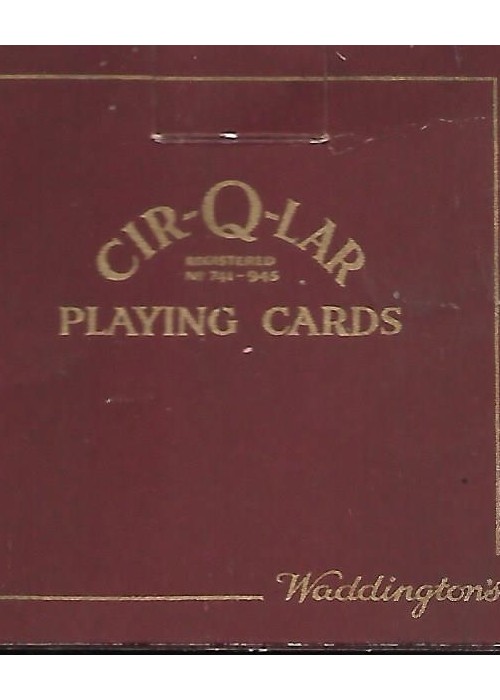 CIR-Q-LAR
REGISTERED
Nº 741-945
PLAYING CARDS
Waddington's